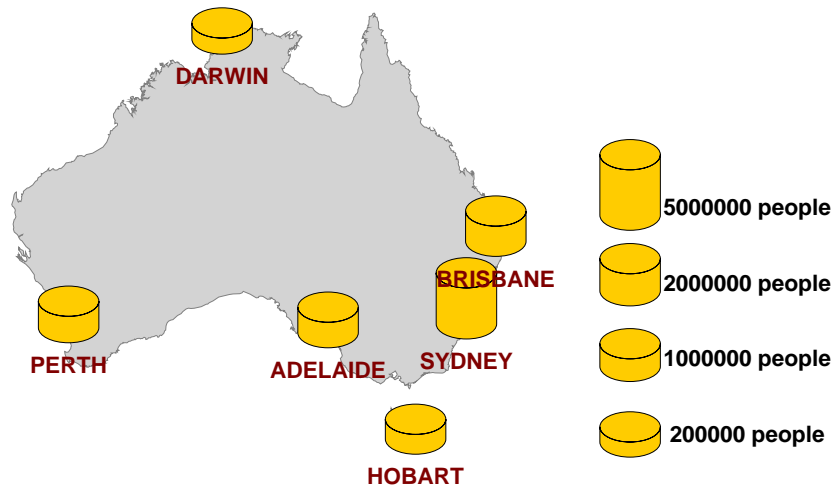 DARWIN
5000000 people
BRISBANE
2000000 people
PERTH
ADELAIDE
SYDNEY
1000000 people
200000 people
HOBART